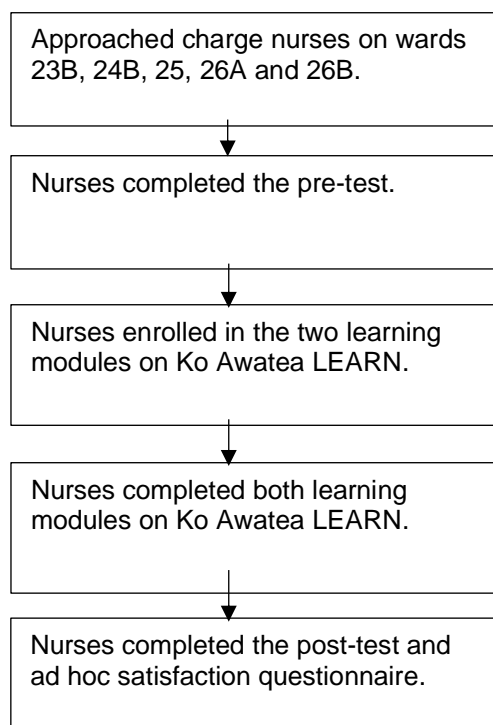 Approached charge nurses on wards
23B, 24B, 25, 26A and 26B.
Nurses completed the pre-test.
Nurses enrolled in the two learning
modules on Ko Awatea LEARN.
Nurses completed both learning
modules on Ko Awatea LEARN.
Nurses completed the post-test and
ad hoc satisfaction questionnaire.